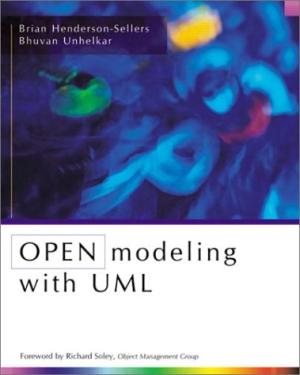 Brian Henderson-Sellers
Bhuvan Unhelkar
OPEN modeling
with UML
Foreword by Richard Soley, Object Management Group